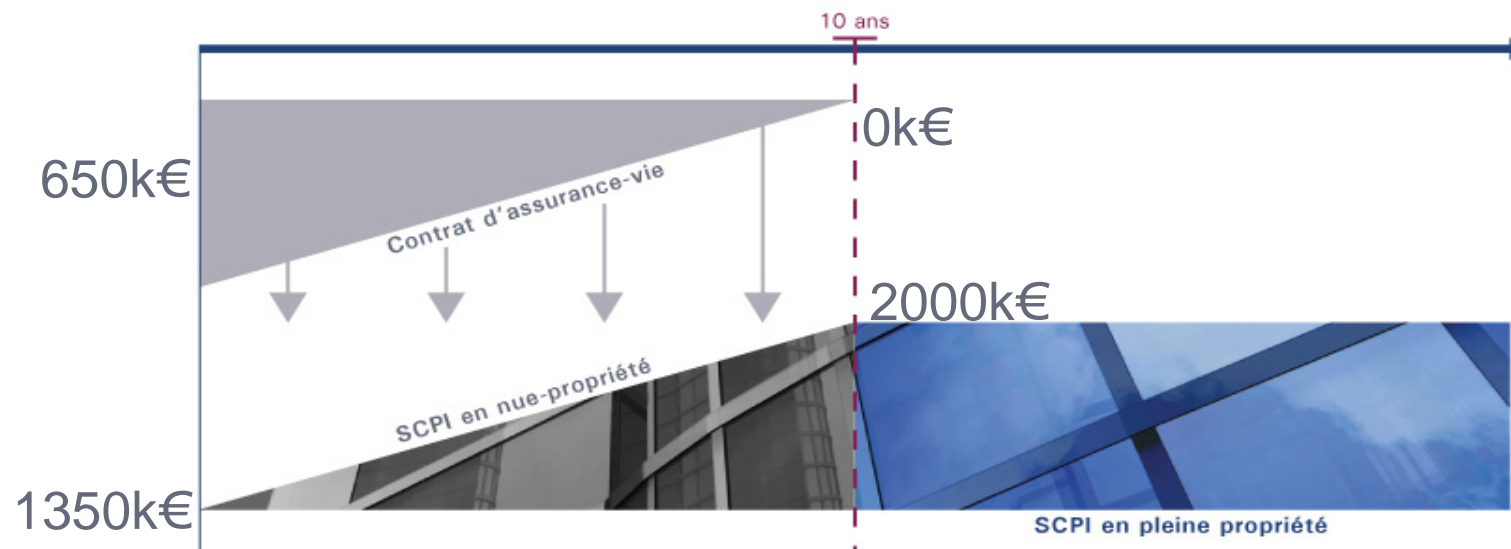 10 ans
0k€
650k€
Contrat d'assurance-vie
2000k€
SCPI en nue-propriété
1350k€
SCPI en pleine propriété